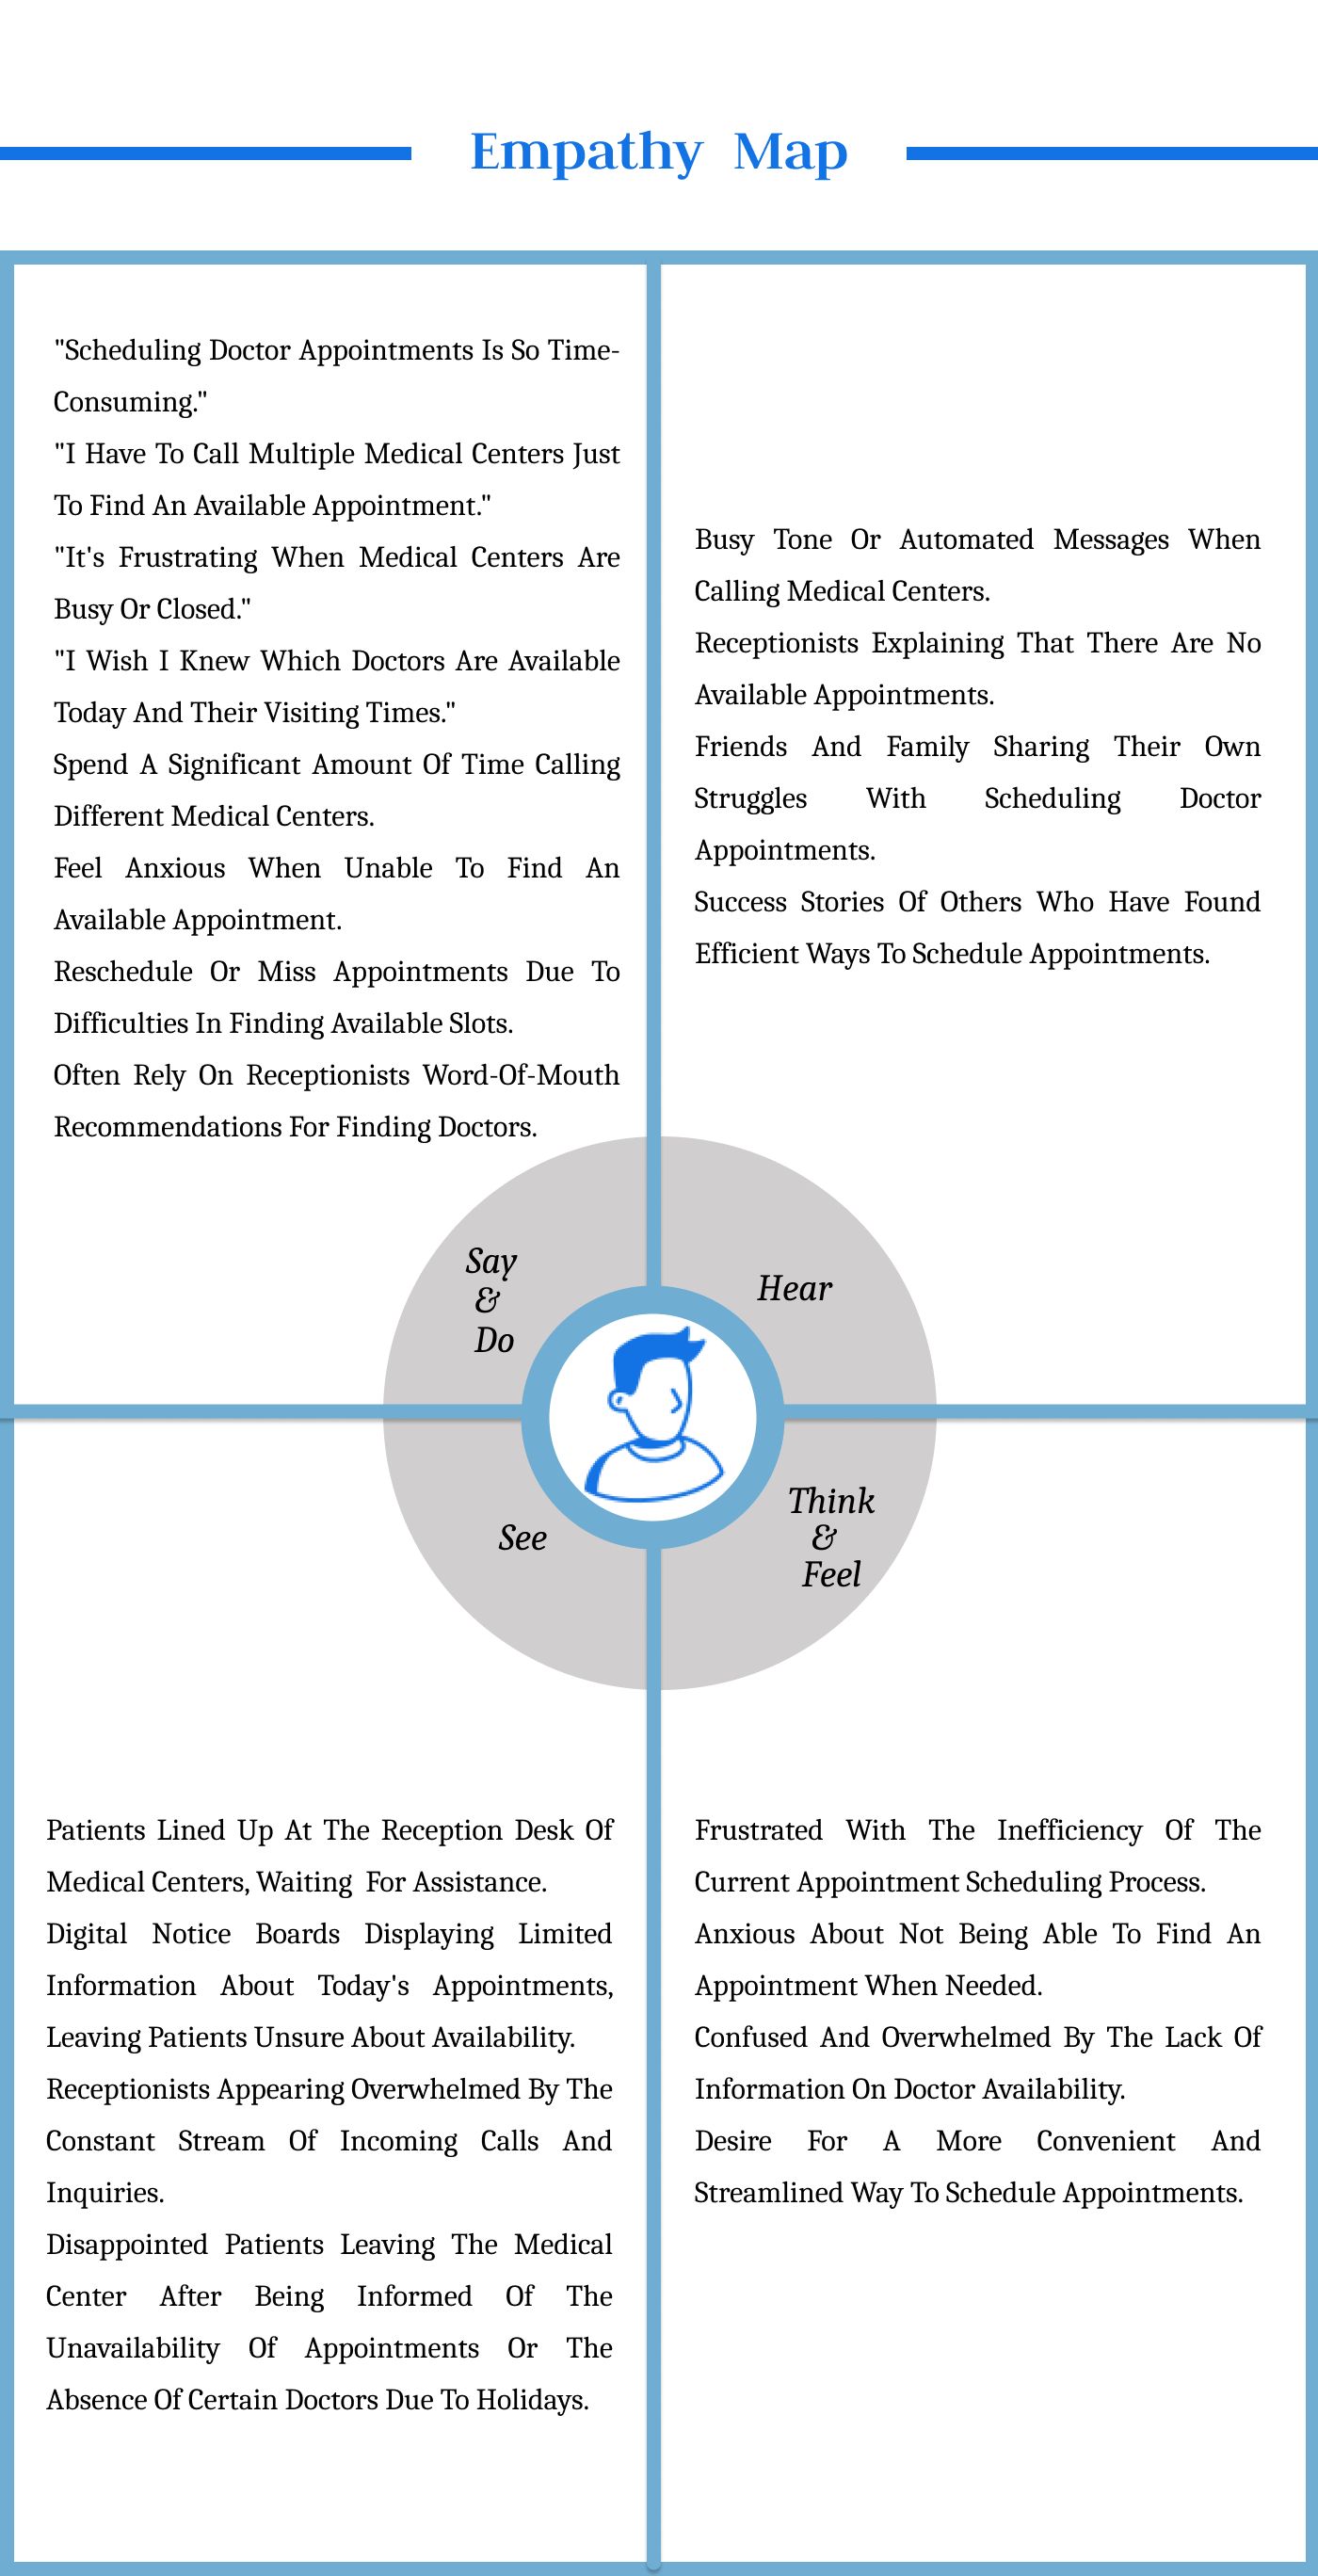 Empathy Map
"Scheduling Doctor Appointments Is So Time-
Consuming."
"I Have To Call Multiple Medical Centers Just
To Find An Available Appointment."
"It's Frustrating When Medical Centers Are
Busy Or Closed."
"I Wish I Knew Which Doctors Are Available
Today And Their Visiting Times."
Spend A Significant Amount Of Time Calling
Different Medical Centers.
Feel Anxious When Unable To Find An
Available Appointment.
Reschedule Or Miss Appointments Due To
Difficulties In Finding Available Slots.
Often Rely On Receptionists Word-Of-Mouth
Recommendations For Finding Doctors.
Busy Tone Or Automated Messages When
Calling Medical Centers.
Receptionists Explaining That There Are No
Available Appointments.
Friends And Family Sharing Their Own
Struggles With Scheduling Doctor
Appointments.
Success Stories Of Others Who Have Found
Efficient Ways To Schedule Appointments.
Say
&
Do
Hear
See
Think
&
Feel
Patients Lined Up At The Reception Desk Of
Medical Centers, Waiting For Assistance.
Digital Notice Boards Displaying Limited
Information About Today's Appointments,
Leaving Patients Unsure About Availability.
Receptionists Appearing Overwhelmed By The
Constant Stream Of Incoming Calls And
Inquiries.
Disappointed Patients Leaving The Medical
Center After Being Informed Of The
Unavailability Of Appointments Or The
Absence Of Certain Doctors Due To Holidays.
Frustrated With The Inefficiency Of The
Current Appointment Scheduling Process.
Anxious About Not Being Able To Find An
Appointment When Needed.
Confused And Overwhelmed By The Lack Of
Information On Doctor Availability.
Desire For A More Convenient And
Streamlined Way To Schedule Appointments.